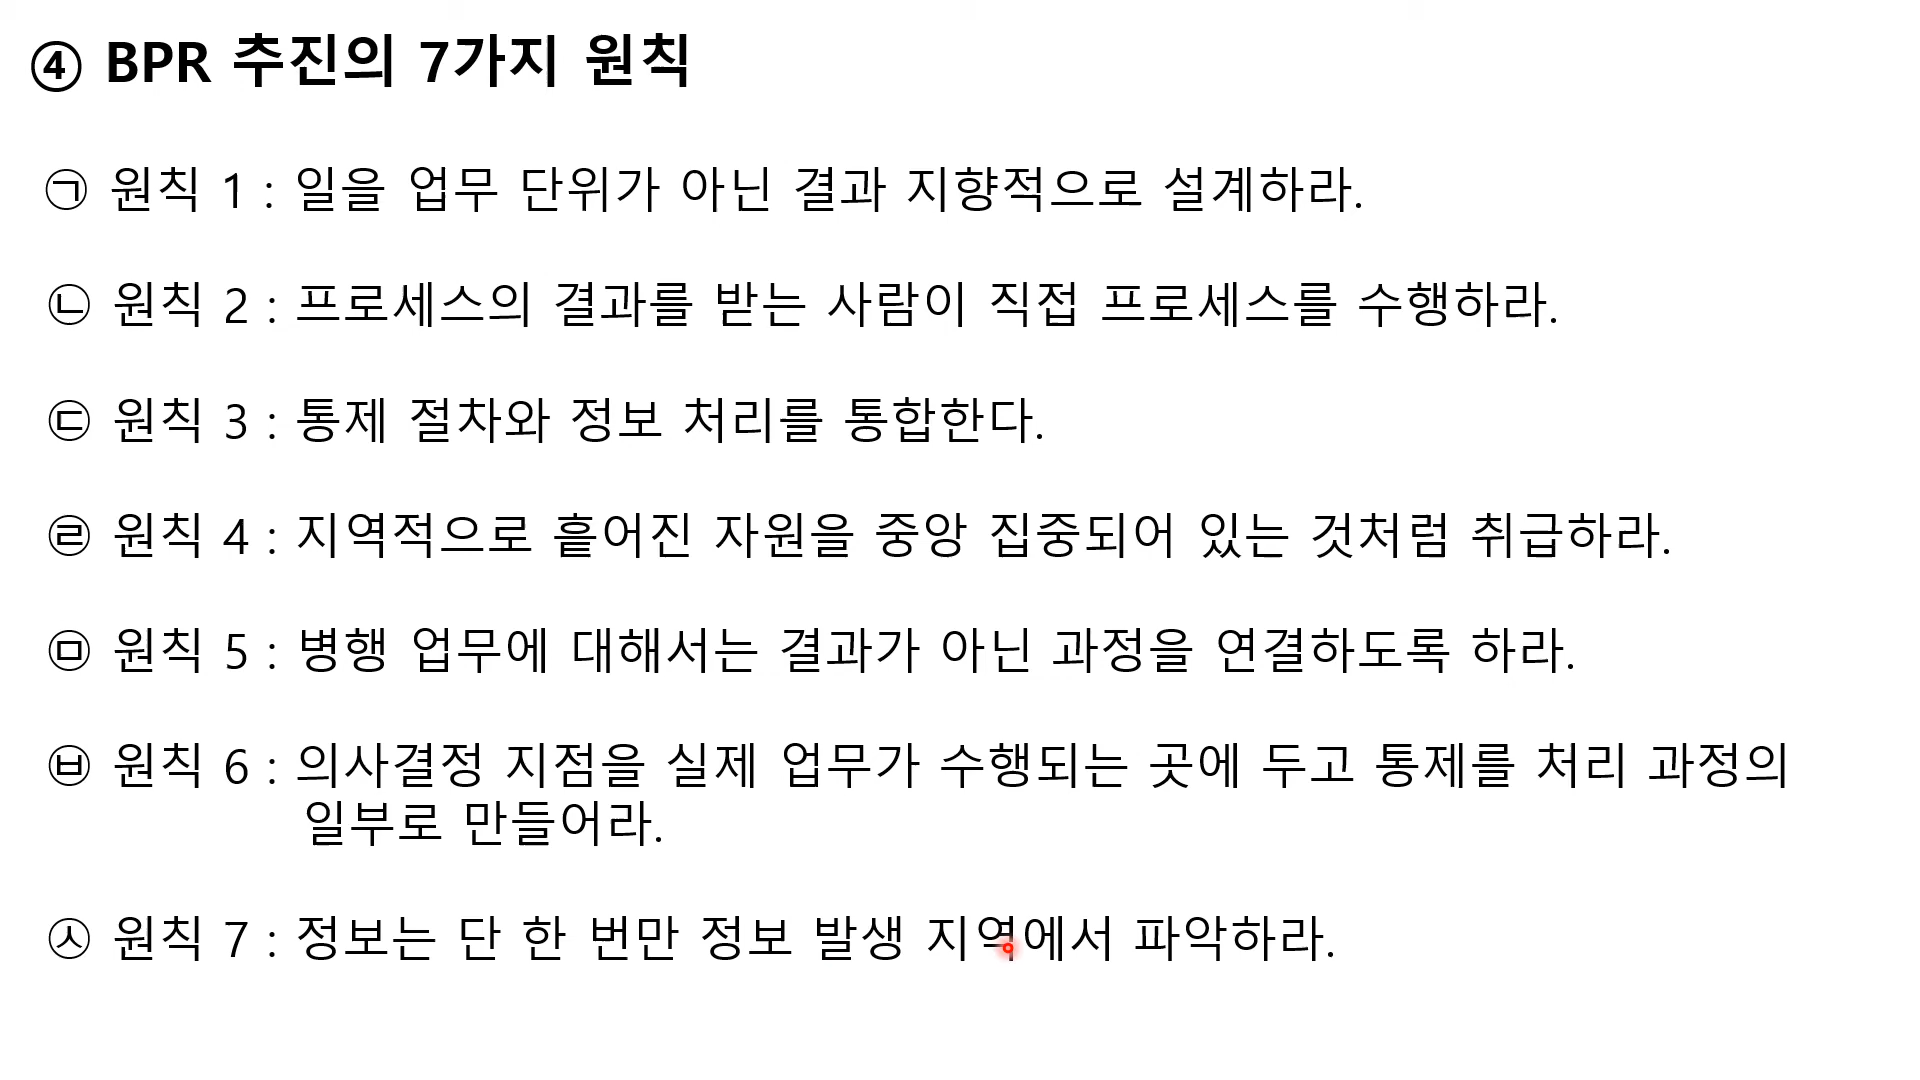 ④ BPR 추진의 7가지 원칙
㉠ 원칙 1 : 일을 업무 단위가 아닌 결과 지향적으로 설계하라.
㉡ 원칙 2 : 프로세스의 결과를 받는 사람이 직접 프로세스를 수행하라.
㉢ 원칙 3 : 통제 절차와 정보 처리를 통합한다.
㉣ 원칙 4 : 지역적으로 흩어진 자원을 중앙 집중되어 있는 것처럼 취급하라.
㉤ 원칙 5 : 병행 업무에 대해서는 결과가 아닌 과정을 연결하도록 하라.
㉥ 원칙 6 : 의사결정 지점을 실제 업무가 수행되는 곳에 두고 통제를 처리 과정의
일부로 만들어라.
㉦ 원칙 7 : 정보는 단 한 번만 정보 발생 지역에서 파악하라.